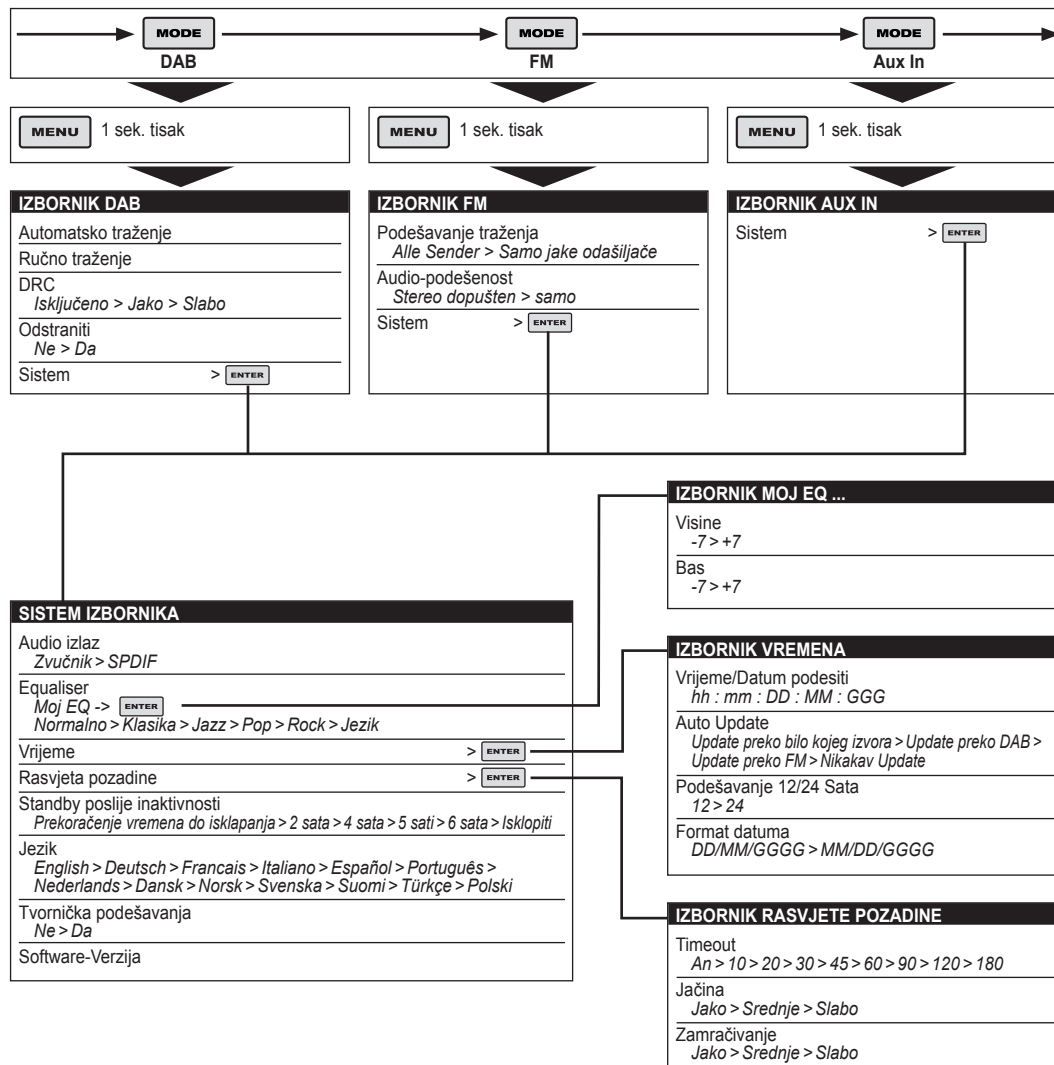 MODE
DAB
MODE
FM
MODE
Aux In
MENU 1 sek. tisak
MENU 1 sek. tisak
MENU 1 sek. tisak
IZBORNIK DAB
Automatsko traženje
Ručno traženje
DRC
Isključeno > Jako > Slabo
Odstraniti
Ne > Da
Sistem > ENTER
IZBORNIK FM
Podešavanje traženja
Alle Sender > Samo jake odašiljače
Audio-podešenost
Stereo dopušten > samo
Sistem > ENTER
IZBORNIK AUX IN
Sistem > ENTER
IZBORNIK MOJ EQ ...
Visine
-7 > +7
Bas
-7 > +7
SISTEM IZBORNIKA
Audio izlaz
Zvučnik > SPDIF
Equaliser
Moj EQ -> ENTER
Normalno > Klasika > Jazz > Pop > Rock > Jezik
Vrijeme > ENTER
Rasvjeta pozadine > ENTER
Standby poslije inaktivnosti
Prekoračenje vremena do isklapanja > 2 sata > 4 sata > 5 sati > 6 sata > Isklopiti
Jezik
English > Deutsch > Francais > Italiano > Español > Português >
Nederlands > Dansk > Norsk > Svenska > Suomi > Türkçe > Polski
Tvornička podešavanja
Ne > Da
Software-Verzija
IZBORNIK VREMENA
Vrijeme/Datum podesiti
hh : mm : DD : MM : GGG
Auto Update
Update preko bilo kojeg izvora > Update preko DAB >
Update preko FM > Nikakav Update
Podešavanje 12/24 Sata
12 > 24
Format datuma
DD/MM/GGGG > MM/DD/GGGG
IZBORNIK RASVJETE POZADINE
Timeout
An > 10 > 20 > 30 > 45 > 60 > 90 > 120 > 180
Jačina
Jako > Srednje > Slabo
Zamračivanje
Jako > Srednje > Slabo